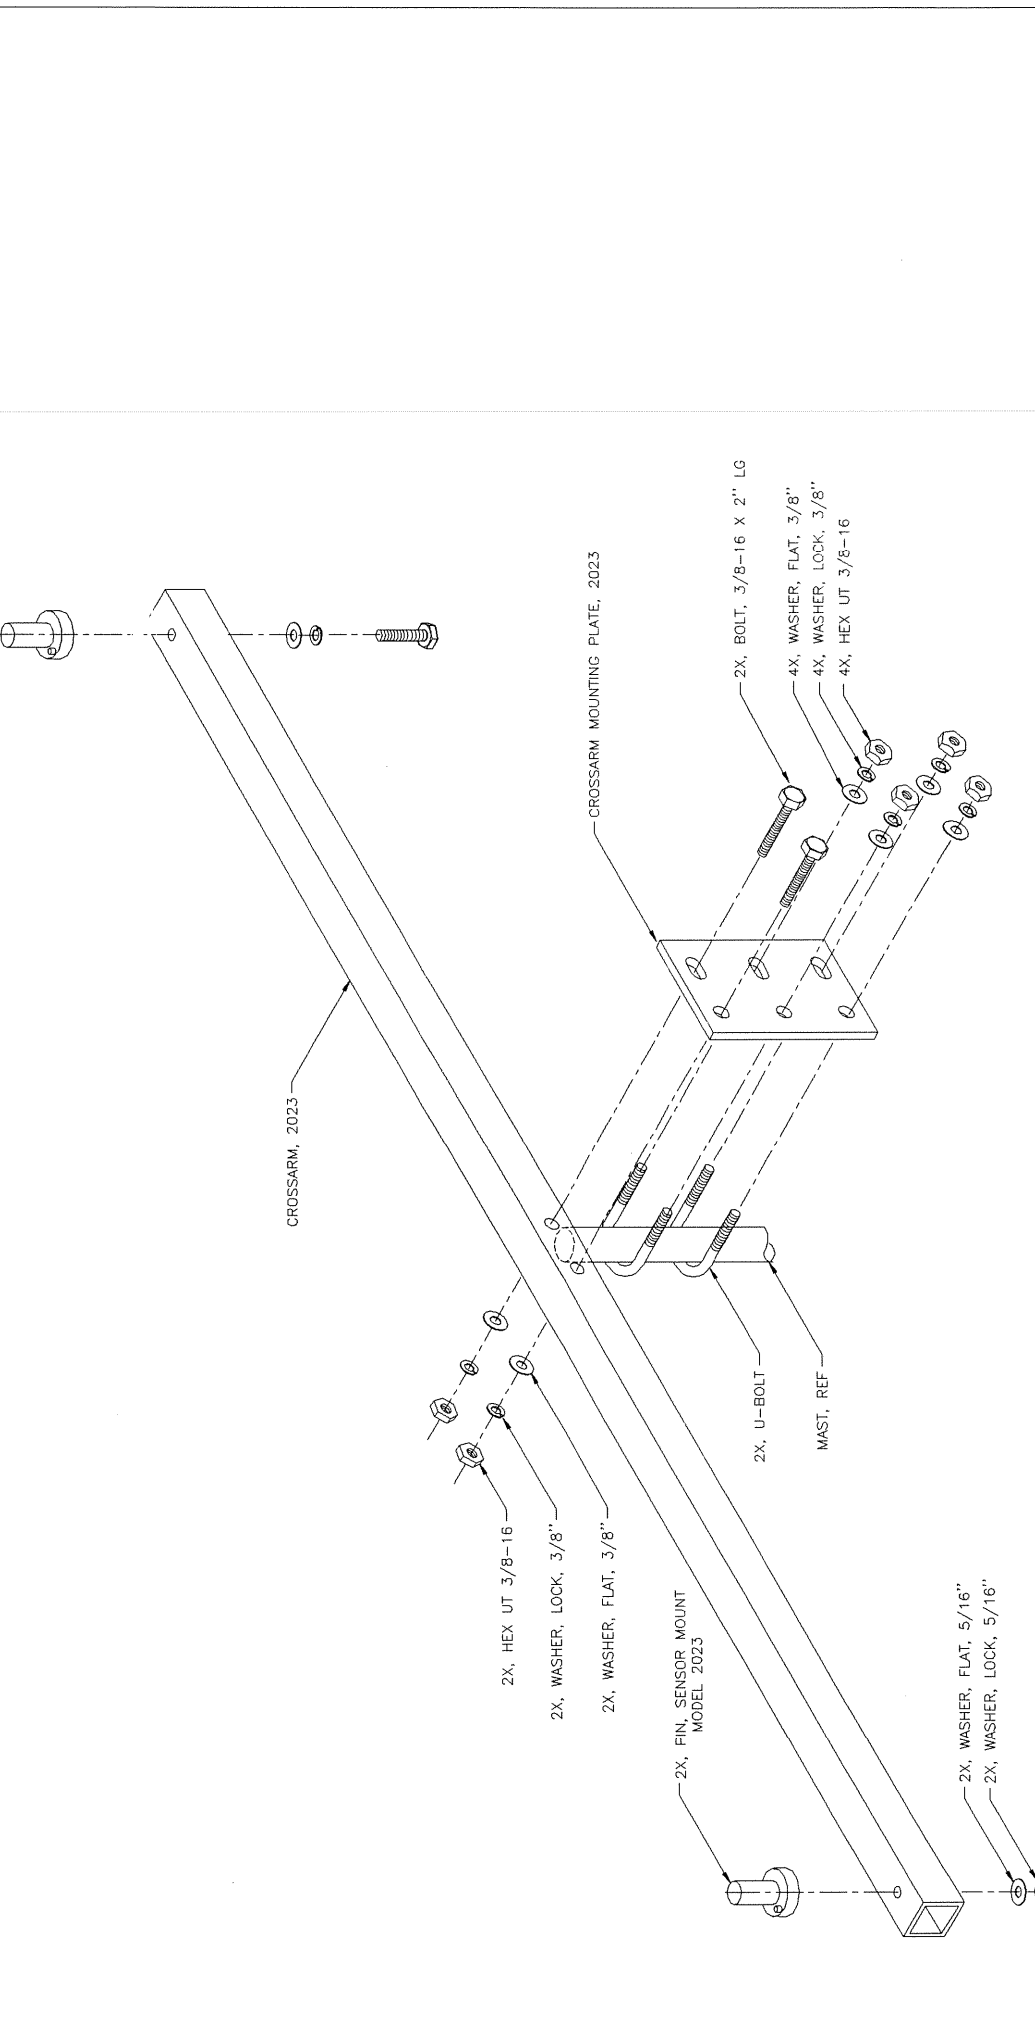 CROSSARM, 2023
2X, HEX UT 3/8-16
2X, WASHER, LOCK, 3/8"
2X, WASHER, FLAT, 3/8"
CROSSARM MOUNTING PLATE, 2023
2X, FIN, SENSOR MOUNT
MODEL 2023
2X, BOLT, 3/8-16 X 2" LG
4X, WASHER, FLAT, 3/8"
4X, WASHER, LOCK, 3/8"
4X, HEX UT 3/8-16
2X, U-BOLT
MAST, REF
2X, WASHER, FLAT, 5/16"
2X, WASHER, LOCK, 5/16"